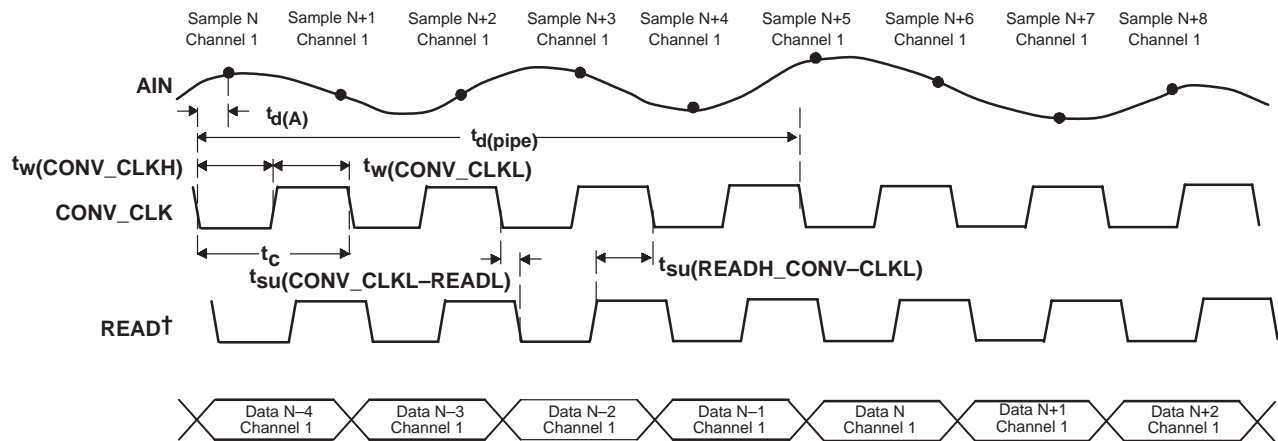 Sample N Sample N+1 Sample N+2 Sample N+3 Sample N+4 Sample N+5 Sample N+6 Sample N+7 Sample N+8
Channel 1 Channel 1 Channel 1 Channel 1 Channel 1 Channel 1 Channel 1 Channel 1 Channel 1
AIN
td(A)
td(pipe)
tw(CONV_CLKH) tw(CONV_CLKL)
CONV_CLK
tc
tsu(CONV_CLKL–READL) tsu(READH_CONV–CLKL)
READ†
Data N–4 Data N–3 Data N–2 Data N–1 Data N Data N+1 Data N+2
Channel 1 Channel 1 Channel 1 Channel 1 Channel 1 Channel 1 Channel 1